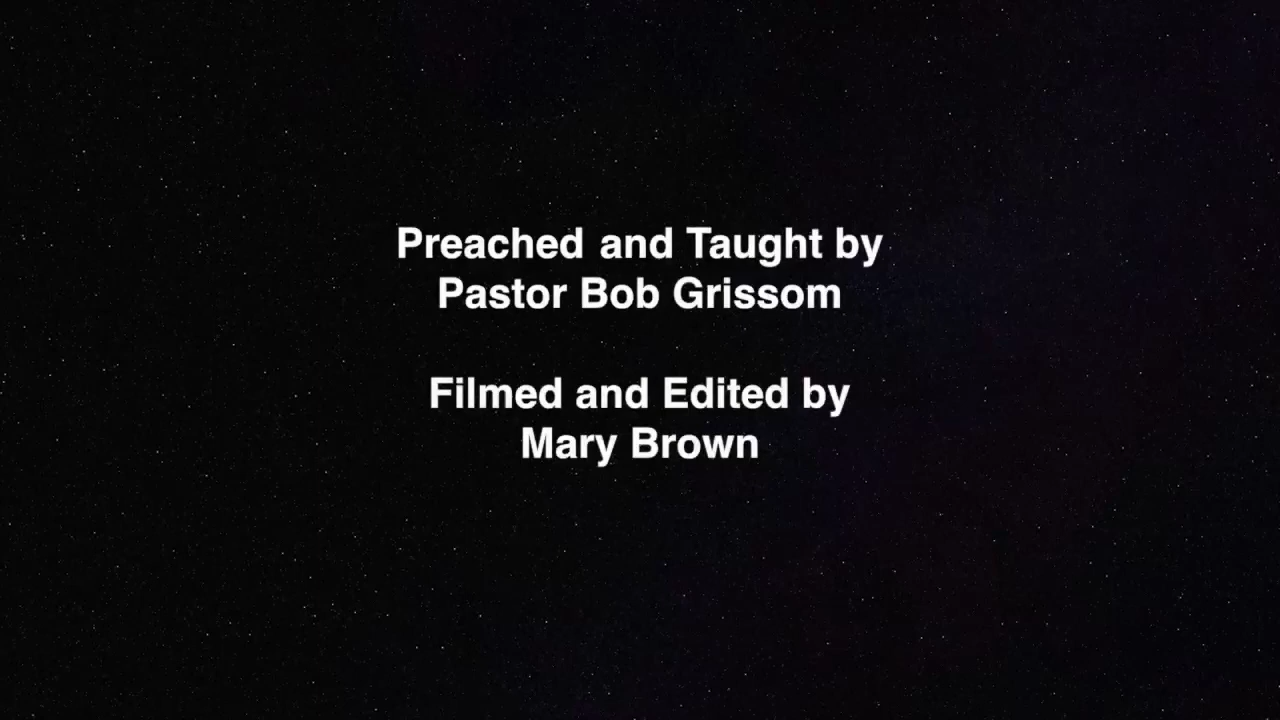 Preached and Taught by
Pastor Bob Grissom
Filmed and Edited by
Mary Brown